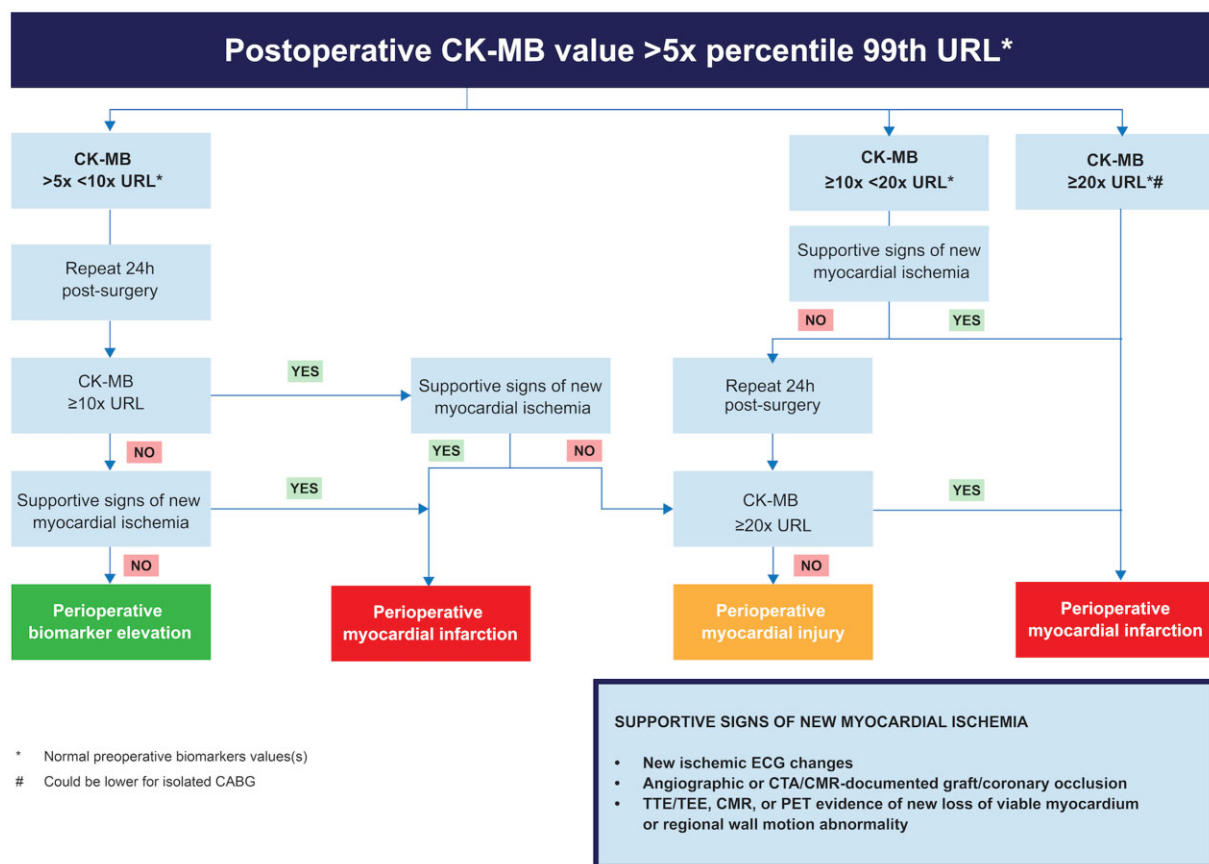 Postoperative CK-MB value >5x percentile 99th URL*
CK-MB
>5x <10x URL*
CK-MB
≥10x <20x URL*
CK-MB
≥20x URL*#
Repeat 24h
post-surgery
Supportive signs of new
myocardial ischemia
NO
YES
CK-MB
≥10x URL
YES
Supportive signs of new
myocardial ischemia
Repeat 24h
post-surgery
NO
YES
NO
Supportive signs of new
myocardial ischemia
YES
CK-MB
≥20x URL
YES
NO
NO
Perioperative
biomarker elevation
Perioperative
myocardial infarction
Perioperative
myocardial injury
Perioperative
myocardial infarction
* Normal preoperative biomarkers values(s)
# Could be lower for isolated CABG
SUPPORTIVE SIGNS OF NEW MYOCARDIAL ISCHEMIA
• New ischemic ECG changes
• Angiographic or CTA/CMR-documented graft/coronary occlusion
• TTE/TEE, CMR, or PET evidence of new loss of viable myocardium
or regional wall motion abnormality